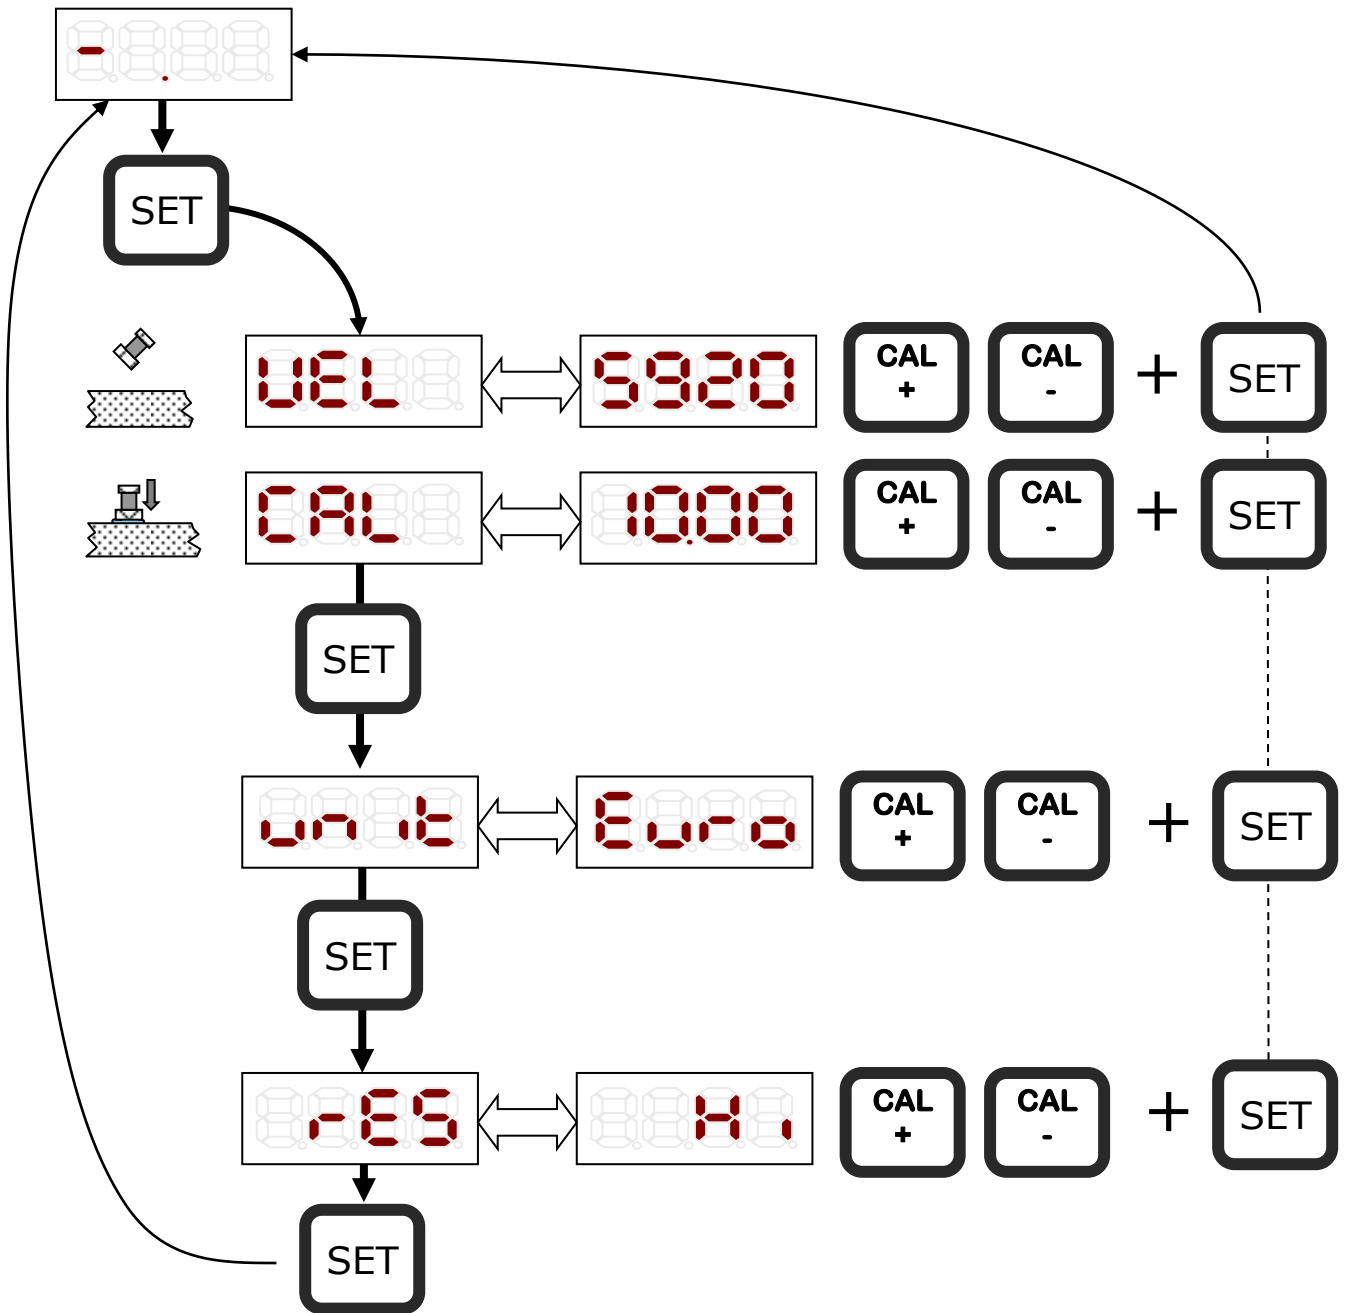 -.
SET
VEL 5920 CAL + CAL - + SET
CAL 10.00 CAL + CAL - + SET
SET
unit Euro CAL + CAL - + SET
SET
rES Hi CAL + CAL - + SET
SET